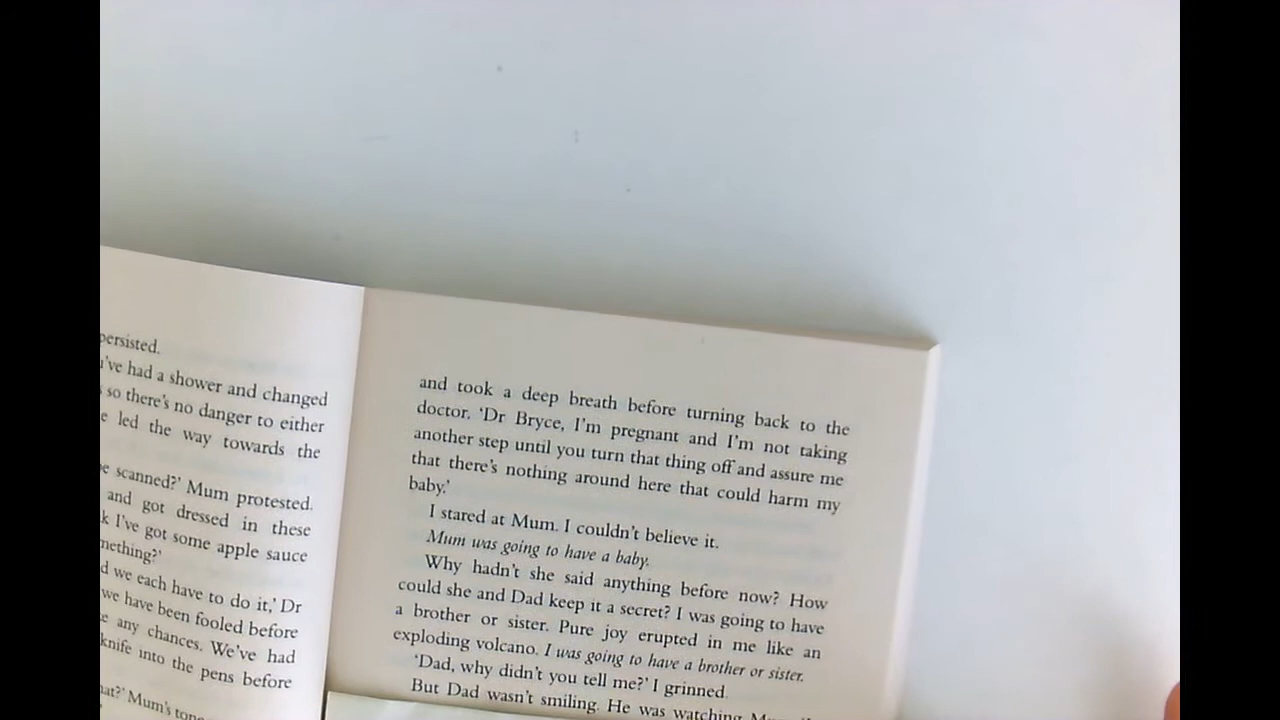 persisted.
've had a shower and changed
so there's no danger to either
led the way towards the
scanned?' Mum protested.
and got dressed in these
I've got some apple sauce
d we each have to do it,' Dr
we have been fooled before
any chances. We've had
knife into the pens before
Mum's
and took a deep breath before turning back to the
doctor. 'Dr Bryce, I'm pregnant and I'm not taking
another step until you turn that thing off and assure me
that there's nothing around here that could harm my
baby.'
I stared at Mum. I couldn't believe it.
Mum was going to have a baby.
Why hadn't she said anything before now? How
could she and Dad keep it a secret? I was going to have
a brother or sister. Pure joy erupted in me like an
exploding volcano. I was going to have a brother or sister.
'Dad, why didn't you tell me?' I grinned.
But Dad wasn't smiling. He was watching